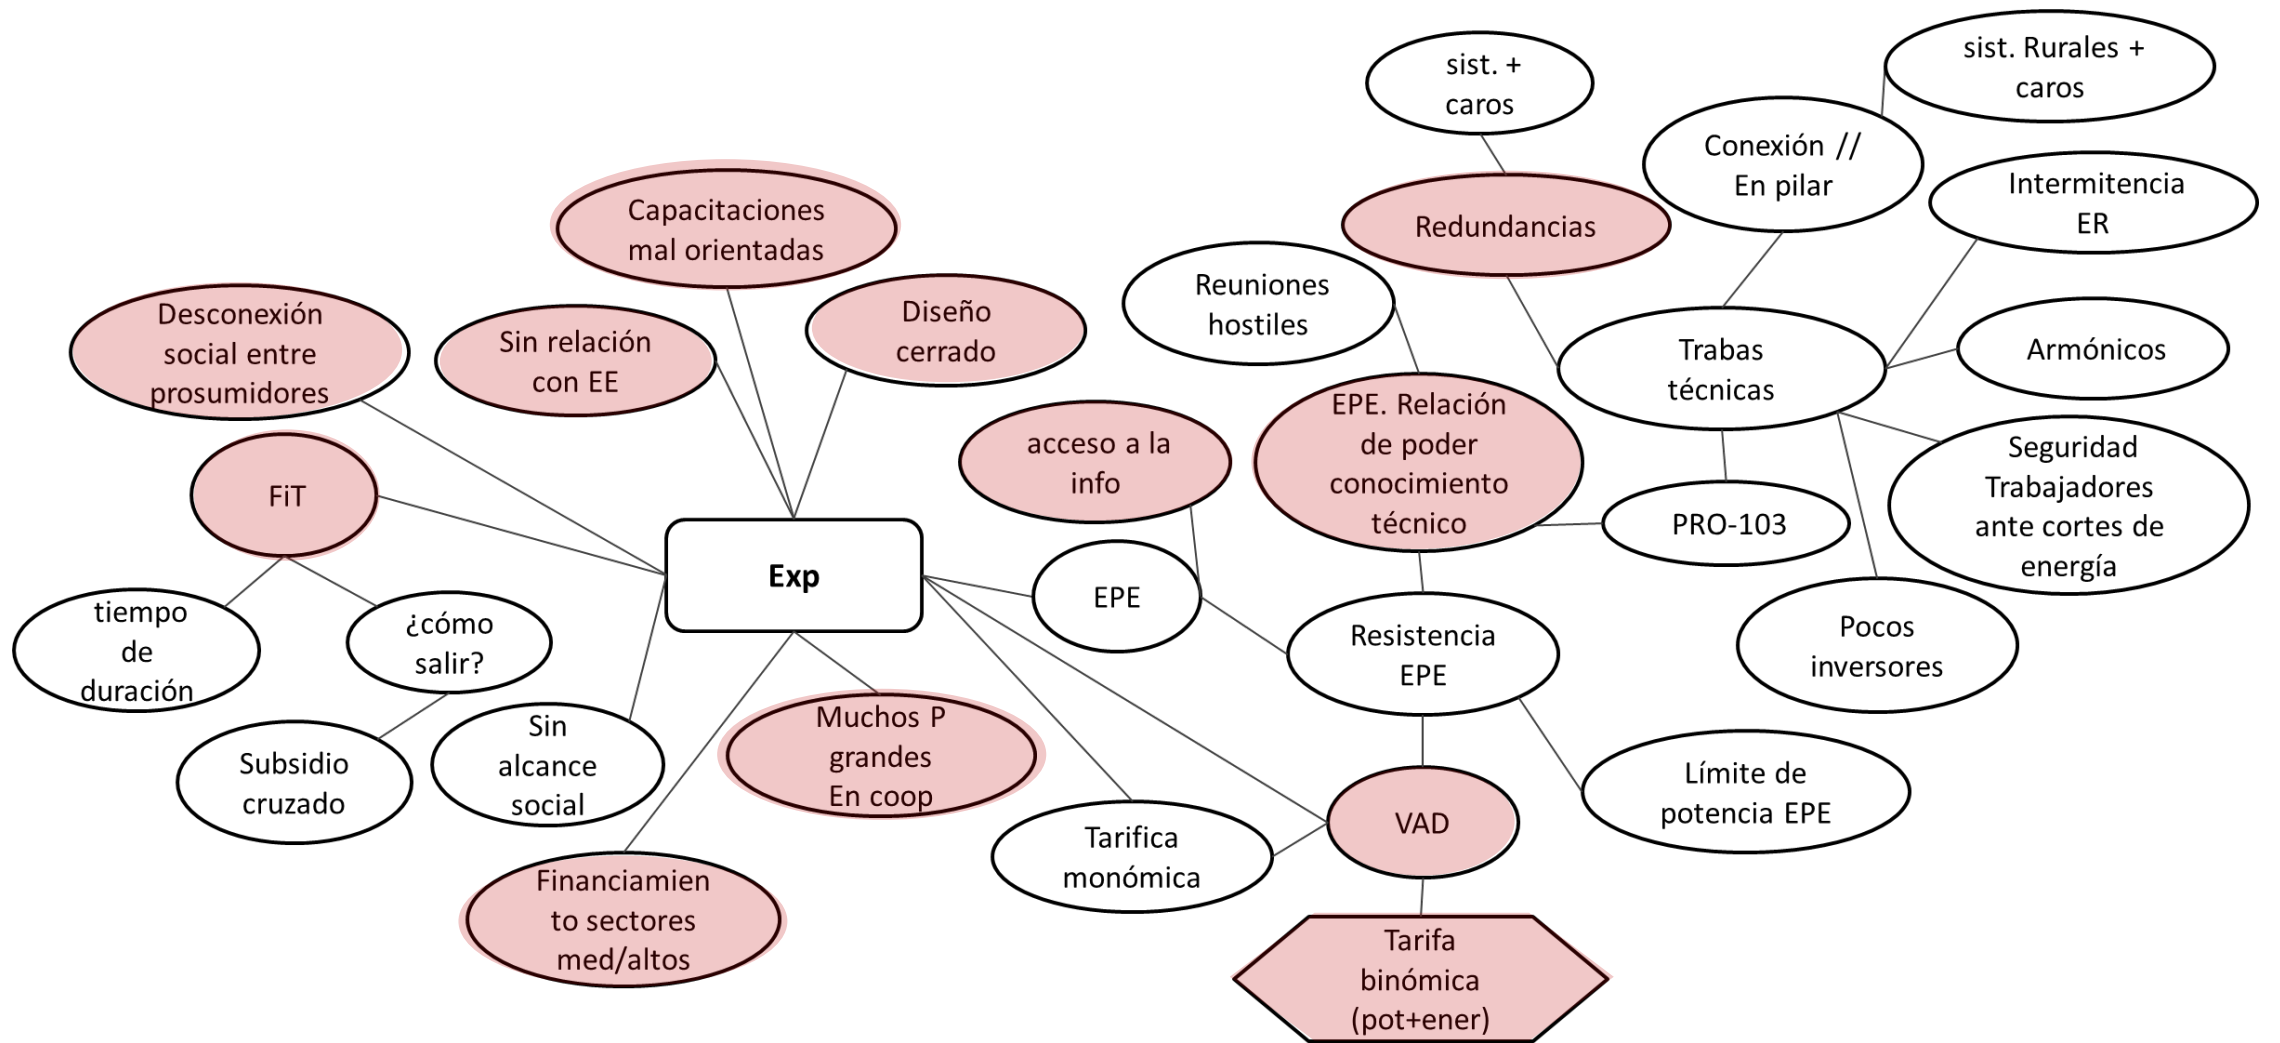 sist. +
caros
sist. Rurales +
caros
Conexión //
En pilar
Intermitencia
ER
Capacitaciones
mal orientadas
Redundancias
Reuniones
hostiles
Desconexión
social entre
prosumidores
Sin relación
con EE
Diseño
cerrado
Trabas
técnicas
Armónicos
EPE. Relación
de poder
conocimiento
técnico
acceso a la
info
FiT
PRO-103
Seguridad
Trabajadores
ante cortes de
energía
Exp
EPE
tiempo
de
duración
¿cómo
salir?
Resistencia
EPE
Pocos
inversores
Subsidio
cruzado
Sin
alcance
social
Muchos P
grandes
En coop
Límite de
potencia EPE
VAD
Tarifica
monómica
Financiamien
to sectores
med/altos
Tarifa
binómica
(pot+ener)